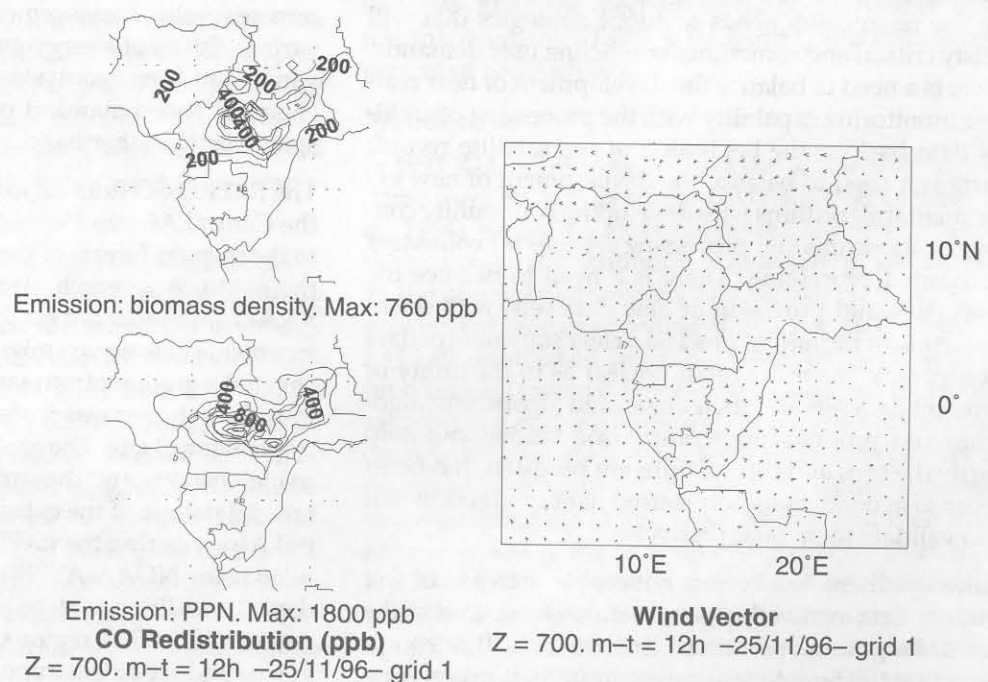 200
200
200
400
200
200
Emission: biomass density. Max: 760 ppb
400
800
400
Emission: PPN. Max: 1800 ppb
CO Redistribution (ppb)
Z = 700. m–t = 12h –25/11/96– grid 1
10˚N
0˚
10˚E
20˚E
Wind Vector
Z = 700. m–t = 12h –25/11/96– grid 1